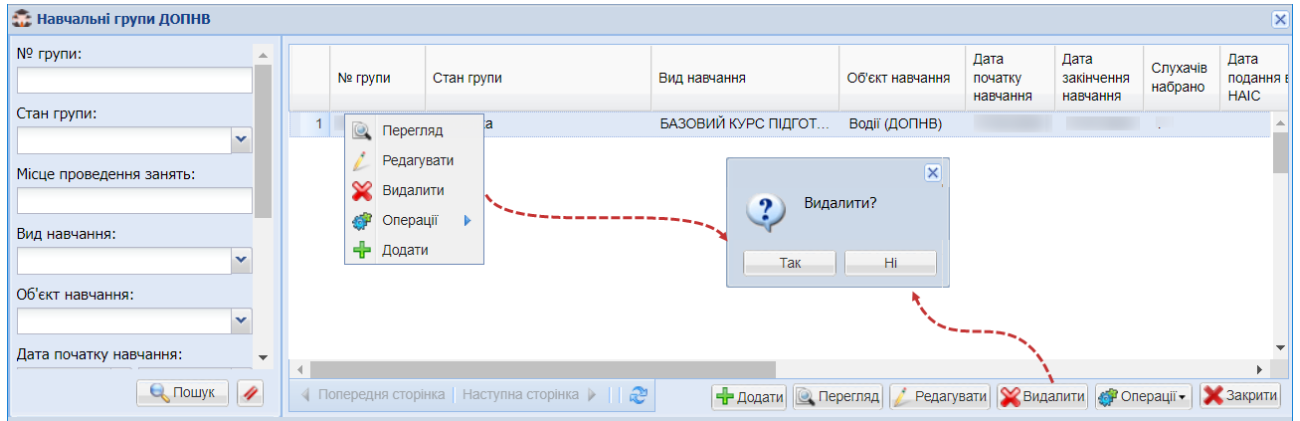 Навчальні групи ДОПНВ
№ групи:
Стан групи:
Місце проведення занять:
Вид навчання:
Об'єкт навчання:
Дата початку навчання:
Пошук
№ групи
Стан групи
Вид навчання
Об'єкт навчання
Дата
початку
навчання
Дата
закінчення
навчання
Слухачів
набрано
Дата
подання в
НАІС
1
БАЗОВИЙ КУРС ПІДГОТ...
Водії (ДОПНВ)
Перегляд
Редагувати
Видалити
Операції
Додати
Видалити?
Так
Ні
Попередня сторінка
Наступна сторінка
Додати
Перегляд
Редагувати
Видалити
Операції
Закрити